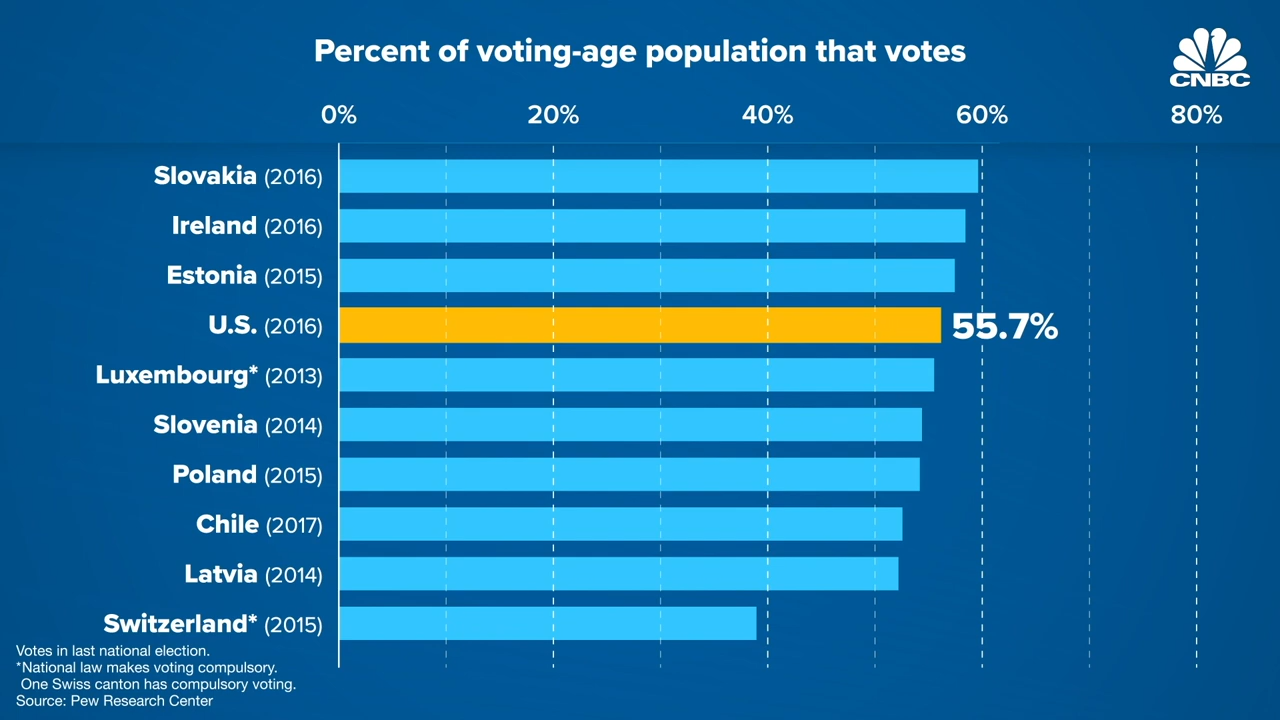 Percent of voting-age population that votes
CNBC
0% 20% 40% 60% 80%
Slovakia (2016)
Ireland (2016)
Estonia (2015)
U.S. (2016) 55.7%
Luxembourg* (2013)
Slovenia (2014)
Poland (2015)
Chile (2017)
Latvia (2014)
Switzerland* (2015)
Votes in last national election.
*National law makes voting compulsory.
One Swiss canton has compulsory voting.
Source: Pew Research Center